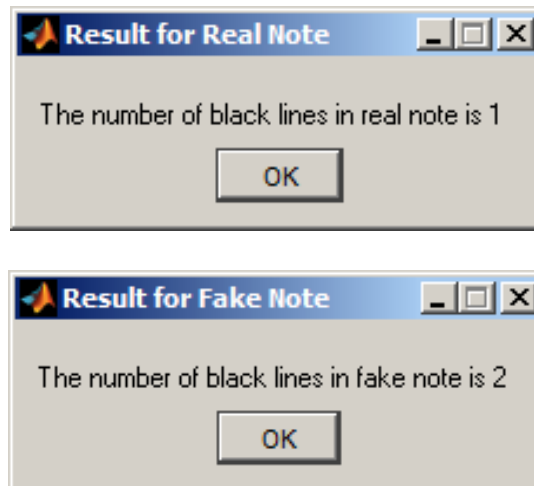 Result for Real Note
The number of black lines in real note is 1
OK
Result for Fake Note
The number of black lines in fake note is 2
OK